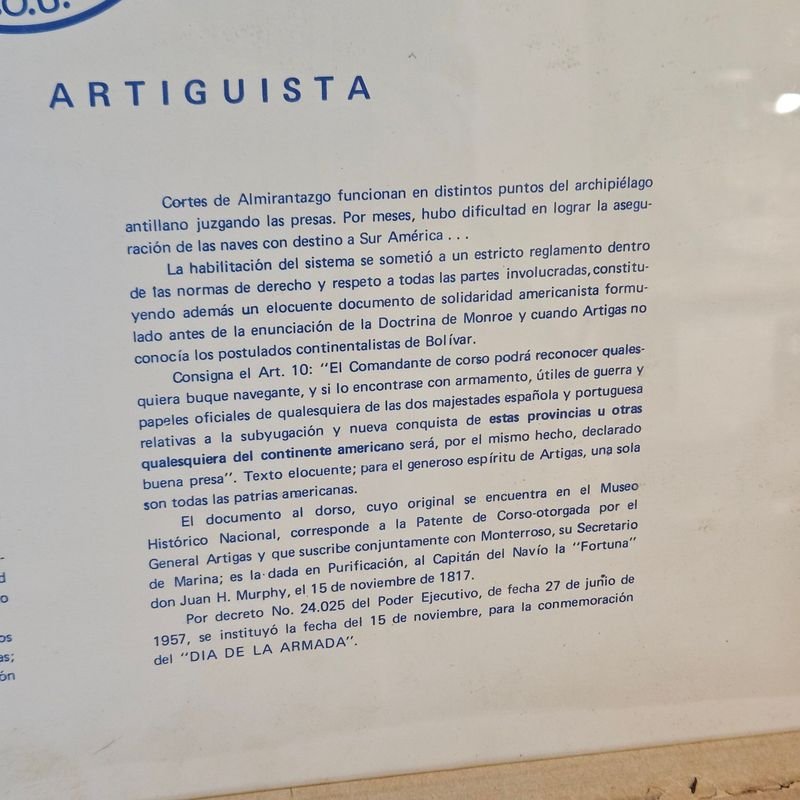 .O.U.
ARTIGUISTA
Cortes de Almirantazgo funcionan en distintos puntos del archipiélago
antillano juzgando las presas. Por meses, hubo dificultad en lograr la asegu-
ración de las naves con destino a Sur América . . .
La habilitación del sistema se sometió a un estricto reglamento dentro
de las normas de derecho y respeto a todas las partes involucradas, constitu-
yendo además un elocuente documento de solidaridad americanista formu-
lado antes de la enunciación de la Doctrina de Monroe y cuando Artigas no
conocía los postulados continentalistas de Bolívar.
Consigna el Art. 10: "El Comandante de corso podrá reconocer quales-
quiera buque navegante, y si lo encontrase con armamento, útiles de guerra y
papeles oficiales de qualesquiera de las dos majestades española y portuguesa
relativas a la subyugación y nueva conquista de estas provincias u otras
qualesquiera del continente americano será, por el mismo hecho, declarado
buena presa". Texto elocuente; para el generoso espíritu de Artigas, una sola
son todas las patrias americanas.
El documento al dorso, cuyo original se encuentra en el Museo
Histórico Nacional, corresponde a la Patente de Corso-otorgada por el
General Artigas y que suscribe conjuntamente con Monterroso, su Secretario
de Marina; es la dada en Purificación, al Capitán del Navío la "Fortuna"
don Juan H. Murphy, el 15 de noviembre de 1817.
Por decreto No. 24.025 del Poder Ejecutivo, de fecha 27 de junio de
1957, se instituyó la fecha del 15 de noviembre, para la conmemoración
del "DIA DE LA ARMADA".
-
d
o
os
as;
ón